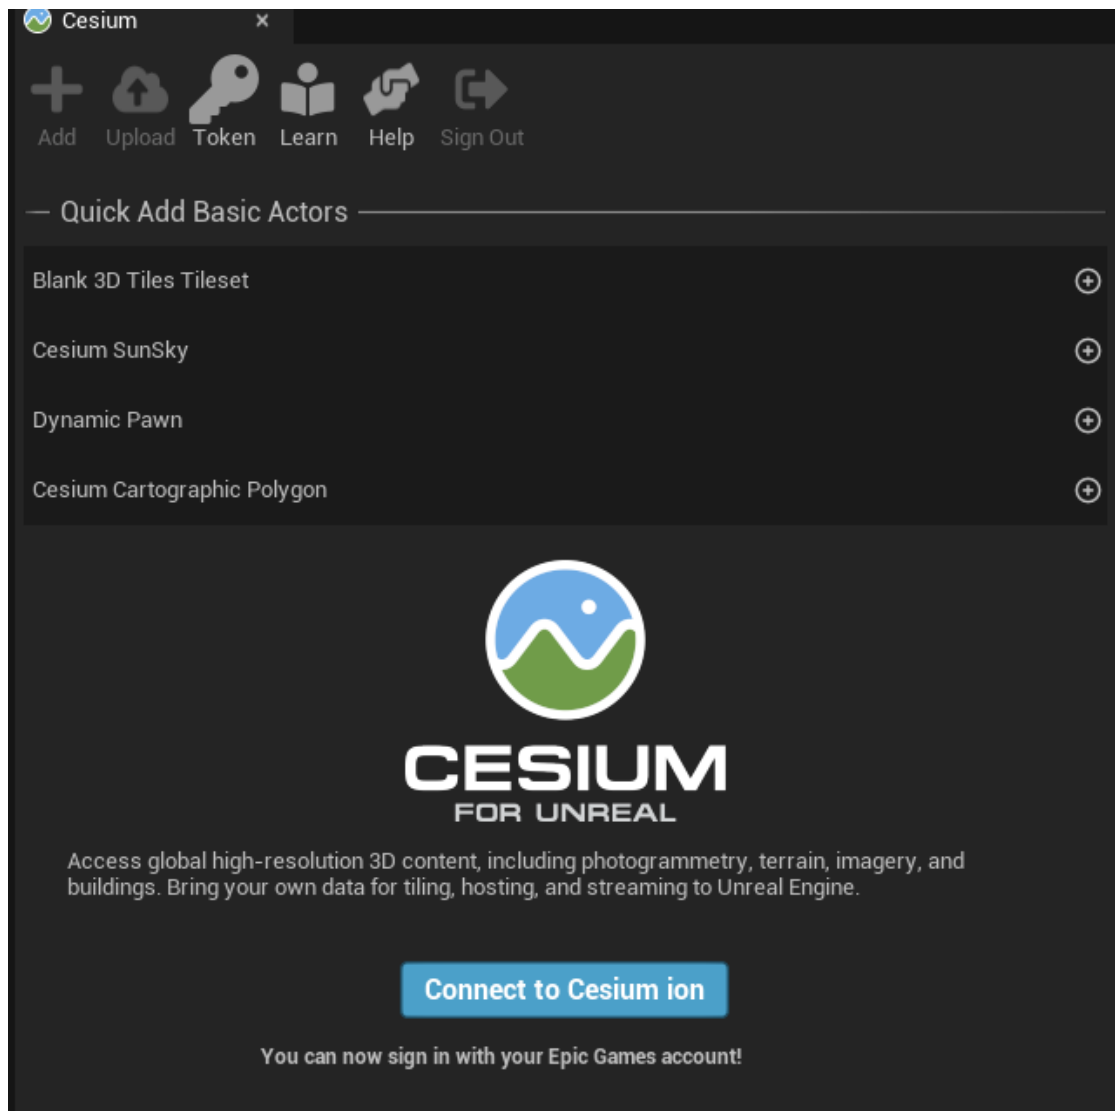 Cesium
Add Upload Token Learn Help Sign Out
Quick Add Basic Actors
Blank 3D Tiles Tileset
Cesium SunSky
Dynamic Pawn
Cesium Cartographic Polygon
CESIUM
FOR UNREAL
Access global high-resolution 3D content, including photogrammetry, terrain, imagery, and
buildings. Bring your own data for tiling, hosting, and streaming to Unreal Engine.
Connect to Cesium ion
You can now sign in with your Epic Games account!